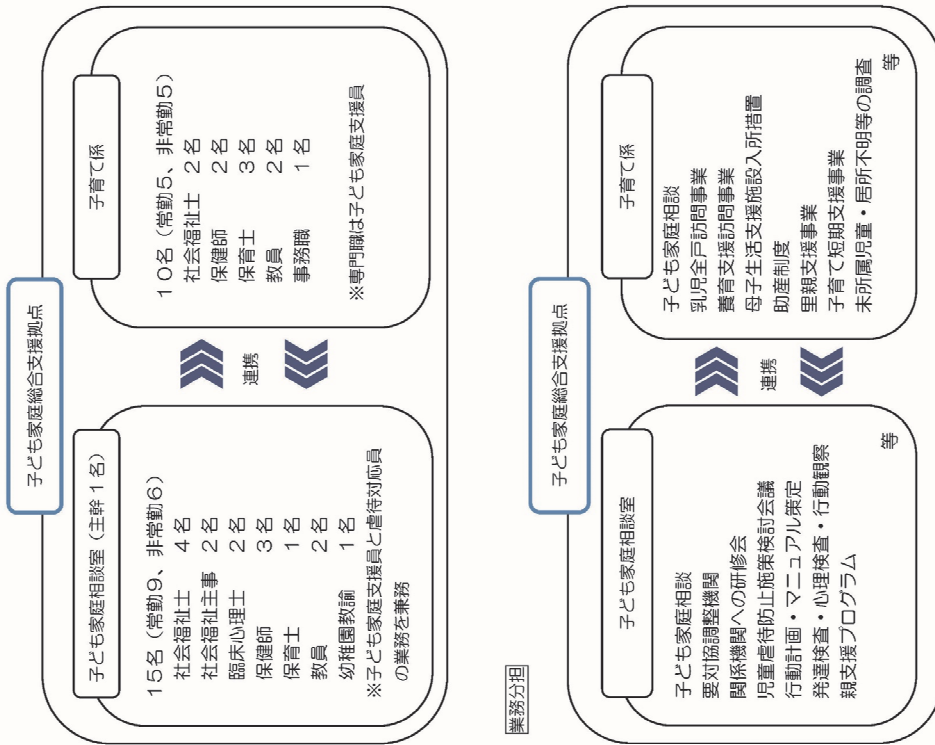 子ども家庭総合支援拠点
子ども家庭相談室（主幹１名）
１５名（常勤９、非常勤６）
社会福祉士　４名
社会福祉主事　２名
臨床心理士　２名
保健師　３名
保育士　１名
教員　２名
幼稚園教諭　１名
※子ども家庭支援員と虐待対応員
の業務を兼務
連携
子育て係
１０名（常勤５、非常勤５）
社会福祉士　２名
保健師　２名
保育士　３名
教員　２名
事務職　１名
※専門職は子ども家庭支援員
業務分担
子ども家庭総合支援拠点
子ども家庭相談室
子ども家庭相談
要対協調整機関
関係機関への研修会
児童虐待防止施策検討会議
行動計画・マニュアル策定
発達検査・心理検査・行動観察
親支援プログラム
等
連携
子育て係
子ども家庭相談
乳児全戸訪問事業
養育支援訪問事業
母子生活支援施設入所措置
助産制度
里親支援事業
子育て短期支援事業
未所属児童・居所不明等の調査
等